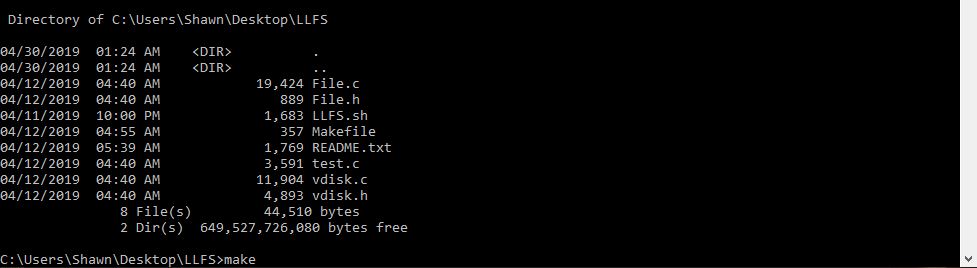 Directory of C:\Users\Shawn\Desktop\LLFS
04/30/2019  01:24 AM    <DIR>          .
04/30/2019  01:24 AM    <DIR>          ..
04/12/2019  04:40 AM            19,424 File.c
04/12/2019  04:40 AM               889 File.h
04/11/2019  10:00 PM             1,683 LLFS.sh
04/12/2019  04:55 AM               357 Makefile
04/12/2019  05:39 AM             1,769 README.txt
04/12/2019  04:40 AM             3,591 test.c
04/12/2019  04:40 AM            11,904 vdisk.c
04/12/2019  04:40 AM             4,893 vdisk.h
               8 File(s)         44,510 bytes
               2 Dir(s)  649,527,726,080 bytes free
C:\Users\Shawn\Desktop\LLFS>make